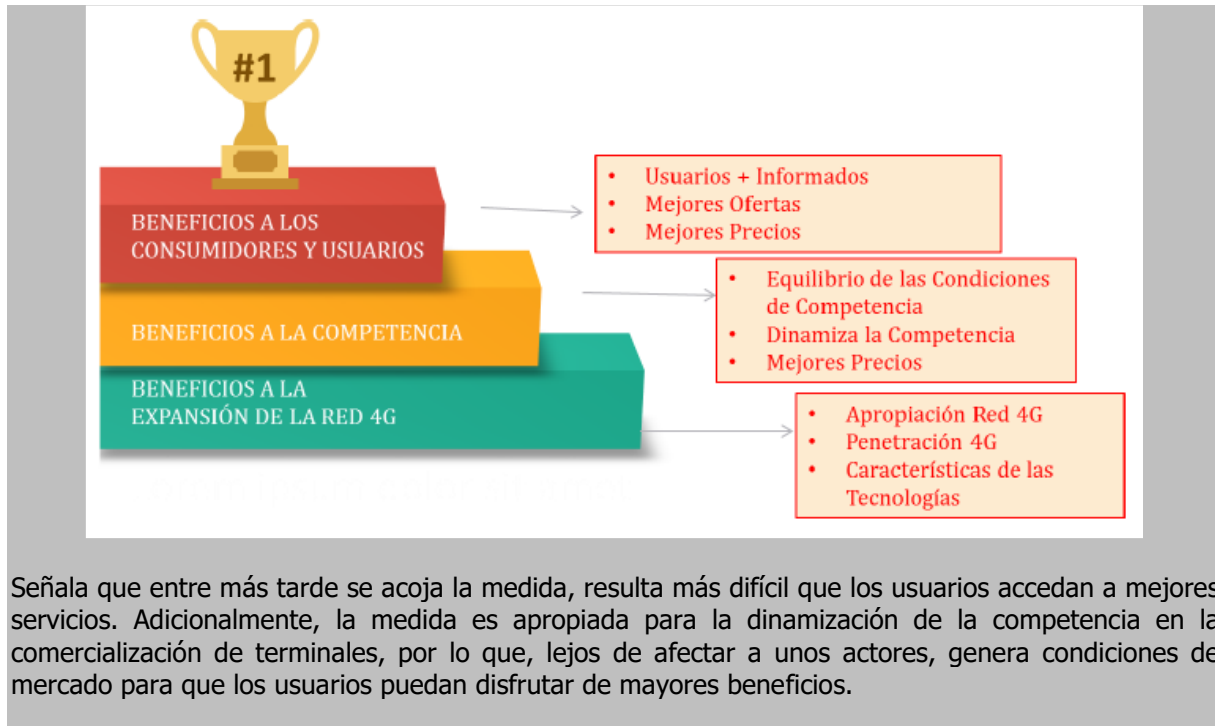 #1
BENEFICIOS A LOS
CONSUMIDORES Y USUARIOS
• Usuarios + Informados
• Mejores Ofertas
• Mejores Precios
BENEFICIOS A LA COMPETENCIA
• Equilibrio de las Condiciones
de Competencia
• Dinamiza la Competencia
• Mejores Precios
BENEFICIOS A LA
EXPANSIÓN DE LA RED 4G
• Apropiación Red 4G
• Penetración 4G
• Características de las
Tecnologías
Señala que entre más tarde se acoja la medida, resulta más difícil que los usuarios accedan a mejores
servicios. Adicionalmente, la medida es apropiada para la dinamización de la competencia en la
comercialización de terminales, por lo que, lejos de afectar a unos actores, genera condiciones de
mercado para que los usuarios puedan disfrutar de mayores beneficios.